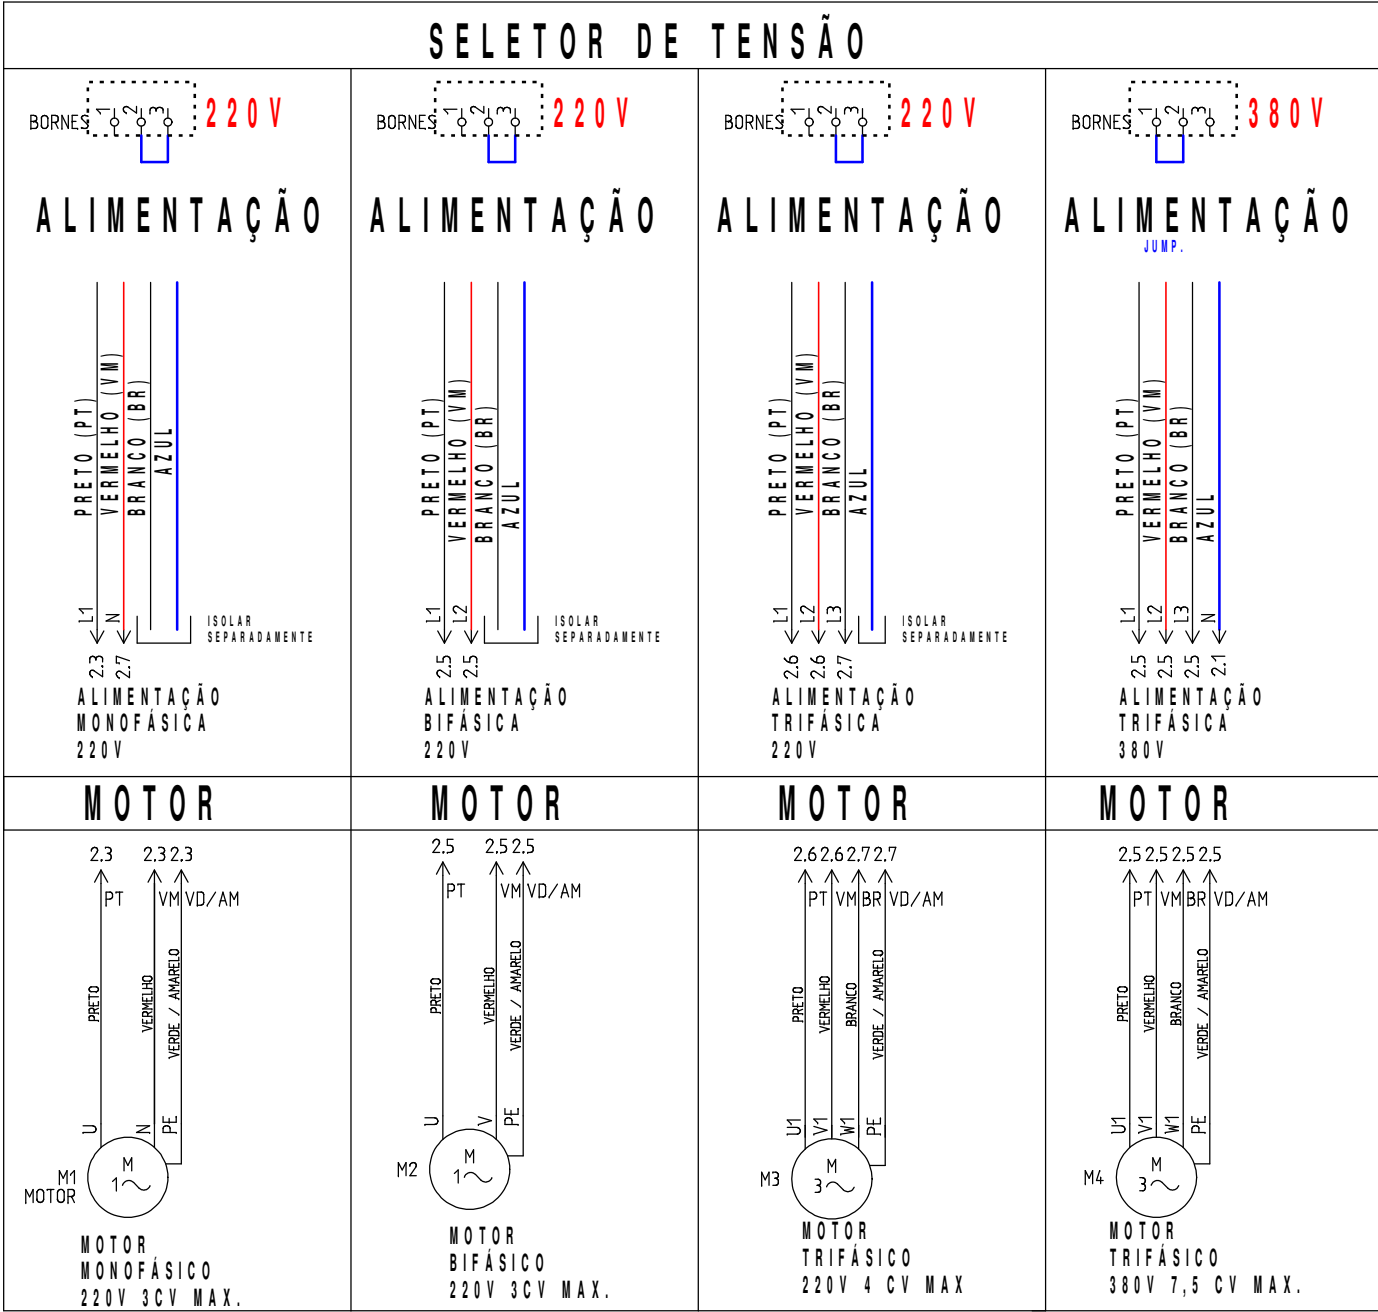 SELETOR DE TENSÃO
BORNES 1 2 3 220V
ALIMENTAÇÃO
PRETO (PT)
VERMELHO (VM)
BRANCO (BR)
AZUL
L1 N
ISOLAR
SEPARADAMENTE
2.3 2.7
ALIMENTAÇÃO
MONOFÁSICA
220V
BORNES 1 2 3 220V
ALIMENTAÇÃO
PRETO (PT)
VERMELHO (VM)
BRANCO (BR)
AZUL
L1 L2
ISOLAR
SEPARADAMENTE
2.5 2.5
ALIMENTAÇÃO
BIFÁSICA
220V
BORNES 1 2 3 220V
ALIMENTAÇÃO
PRETO (PT)
VERMELHO (VM)
BRANCO (BR)
AZUL
L1 L2 L3
ISOLAR
SEPARADAMENTE
2.6 2.6 2.7
ALIMENTAÇÃO
TRIFÁSICA
220V
BORNES 1 2 3 380V
ALIMENTAÇÃO
JUMP.
PRETO (PT)
VERMELHO (VM)
BRANCO (BR)
AZUL
L1 L2 L3 N
2.5 2.5 2.5 2.1
ALIMENTAÇÃO
TRIFÁSICA
380V
MOTOR
2.3 2.3 2.3
PT VM VD/AM
PRETO
VERMELHO
VERDE / AMARELO
U N PE
M1
MOTOR
M
1
MOTOR
MONOFÁSICO
220V 3CV MAX.
MOTOR
2.5 2.5 2.5
PT VM VD/AM
PRETO
VERMELHO
VERDE / AMARELO
U V PE
M2
M
1
MOTOR
BIFÁSICO
220V 3CV MAX.
MOTOR
2.6 2.6 2.7 2.7
PT VM BR VD/AM
PRETO
VERMELHO
BRANCO
VERDE / AMARELO
U1 V1 W1 PE
M3
M
3
MOTOR
TRIFÁSICO
220V 4 CV MAX
MOTOR
2.5 2.5 2.5 2.5
PT VM BR VD/AM
PRETO
VERMELHO
BRANCO
VERDE / AMARELO
U1 V1 W1 PE
M4
M
3
MOTOR
TRIFÁSICO
380V 7,5 CV MAX.